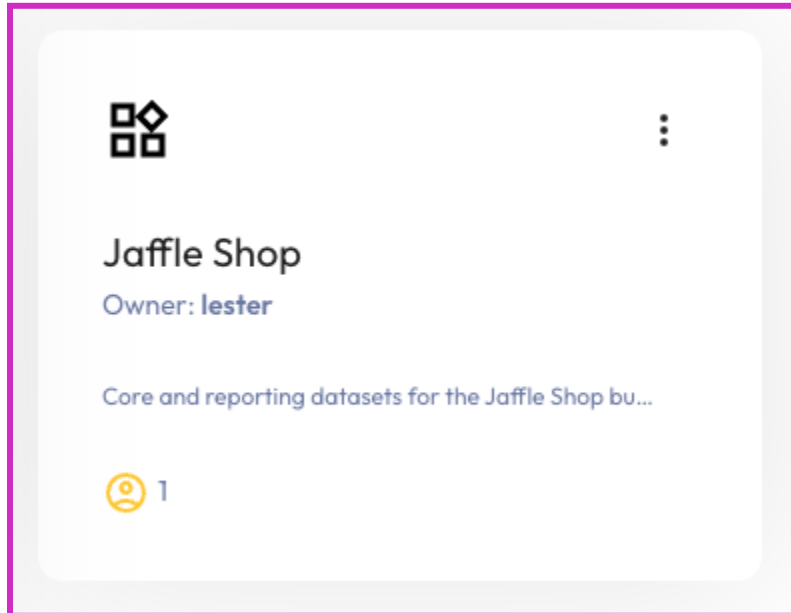 Jaffle Shop
Owner: lester
Core and reporting datasets for the Jaffle Shop bu...
1